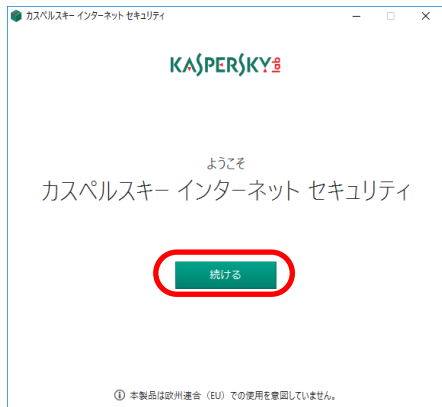 カスペルスキー インターネット セキュリティ
KASPERSKY lab
ようこそ
カスペルスキー インターネット セキュリティ
続ける
本製品は欧州連合（EU）での使用を意図していません。